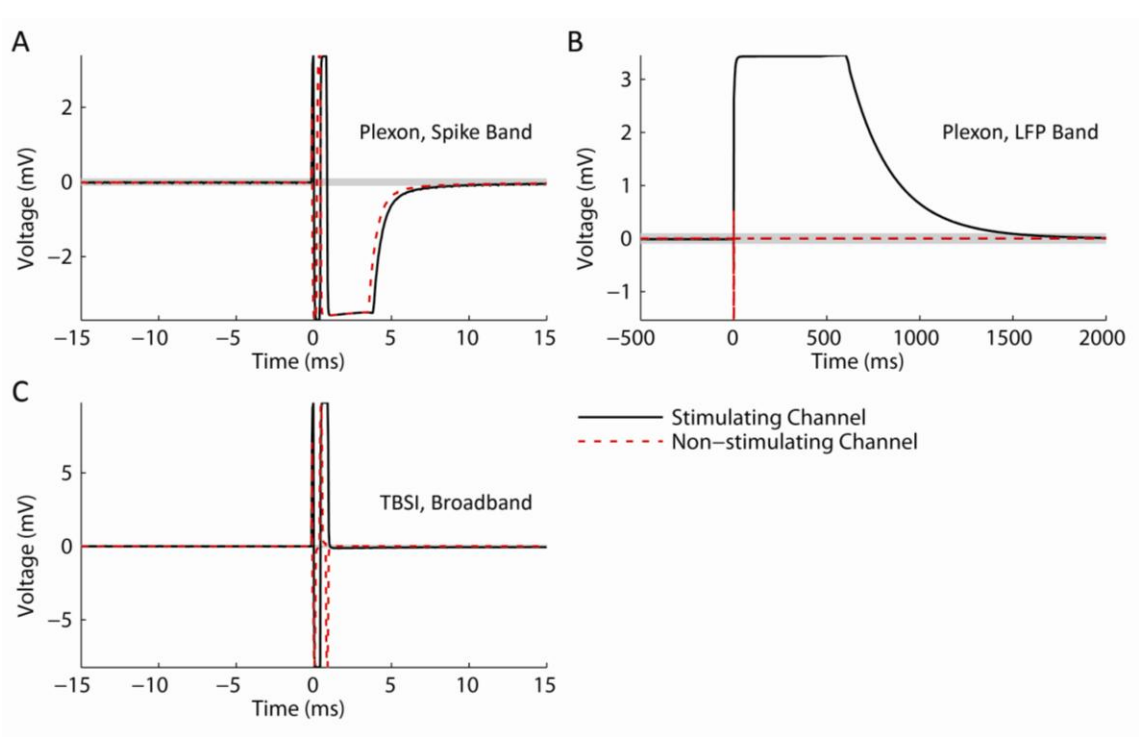 A
2
0
−2
Voltage (mV)
Plexon, Spike Band
−15 −10 −5 0 5 10 15
Time (ms)
B
3
2
1
0
−1
Voltage (mV)
Plexon, LFP Band
−500 0 500 1000 1500 2000
Time (ms)
C
5
0
−5
Voltage (mV)
TBSI, Broadband
−15 −10 −5 0 5 10 15
Time (ms)
Stimulating Channel
Non−stimulating Channel